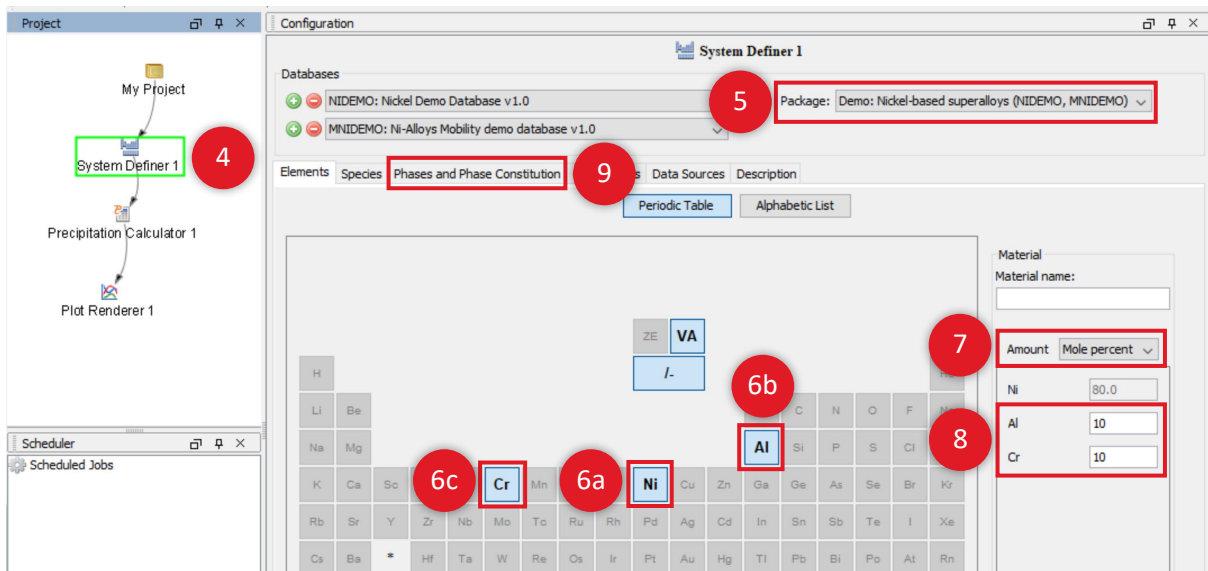 Project
My Project
System Definer 1
4
Precipitation Calculator 1
Plot Renderer 1
Scheduler
Scheduled Jobs
Configuration
System Definer 1
Databases
NIDEMO: Nickel Demo Database v1.0
5
Package: Demo: Nickel-based superalloys (NIDEMO, MNIDEMO)
MNIDEMO: Ni-Alloys Mobility demo database v1.0
Elements Species Phases and Phase Constitution 9 s Data Sources Description
Periodic Table Alphabetic List
ZE VA
/-
6b
H
Li Be C N O F
Na Mg Al Si P S Cl
6c 6a
K Ca Sc Cr Mn Ni Cu Zn Ga Ge As Se Br Kr
Rb Sr Y Zr Nb Mo Tc Ru Rh Pd Ag Cd In Sn Sb Te I Xe
Cs Ba * Hf Ta W Re Os Ir Pt Au Hg Tl Pb Bi Po At Rn
Material
Material name:
7
Amount Mole percent
Ni 80.0
8
Al 10
Cr 10